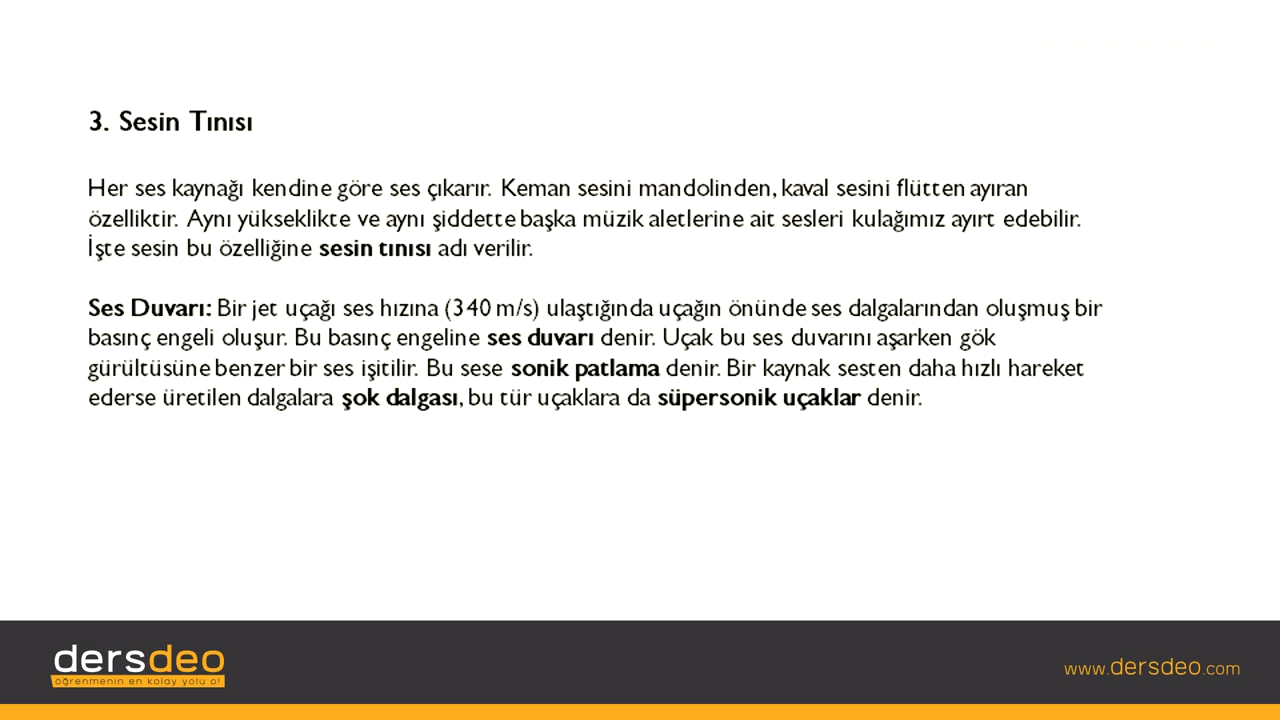 3. Sesin Tınısı
Her ses kaynağı kendine göre ses çıkarır. Keman sesini mandolinden, kaval sesini flütten ayıran
özelliktir. Aynı yükseklikte ve aynı şiddette başka müzik aletlerine ait sesleri kulağımız ayırt edebilir.
İşte sesin bu özelliğine sesin tınısı adı verilir.
Ses Duvarı: Bir jet uçağı ses hızına (340 m/s) ulaştığında uçağın önünde ses dalgalarından oluşmuş bir
basınç engeli oluşur. Bu basınç engeline ses duvarı denir. Uçak bu ses duvarını aşarken gök
gürültüsüne benzer bir ses işitilir. Bu sese sonik patlama denir. Bir kaynak sesten daha hızlı hareket
ederse üretilen dalgalara şok dalgası, bu tür uçaklara da süpersonik uçaklar denir.
dersdeo
öğrenmenin en kolay yolu o!
www.dersdeo.com